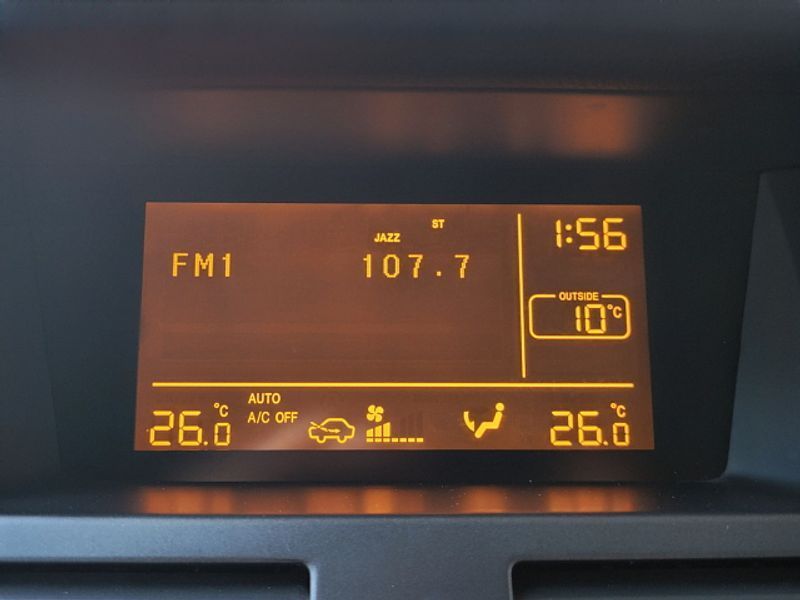 ST
JAZZ
FM1 107.7
1:56
OUTSIDE
10°C
AUTO
A/C OFF
26.0°C
26.0°C